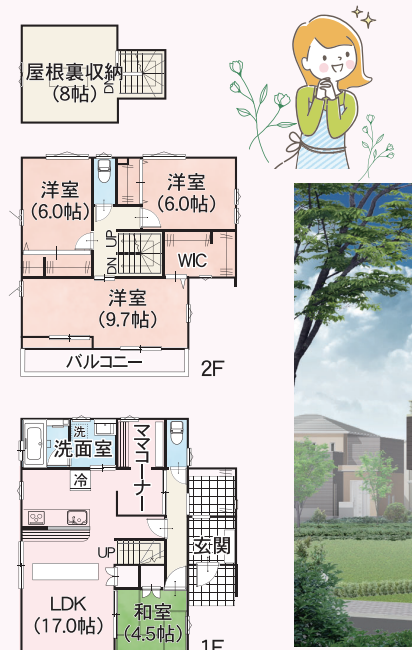 屋根裏収納
(8帖)
DN
洋室
(6.0帖)
洋室
(6.0帖)
UP
DN
WIC
洋室
(9.7帖)
バルコニー
2F
洗
洗面室
ママコーナー
冷
玄関
UP
LDK
(17.0帖)
和室
(4.5帖)
1F